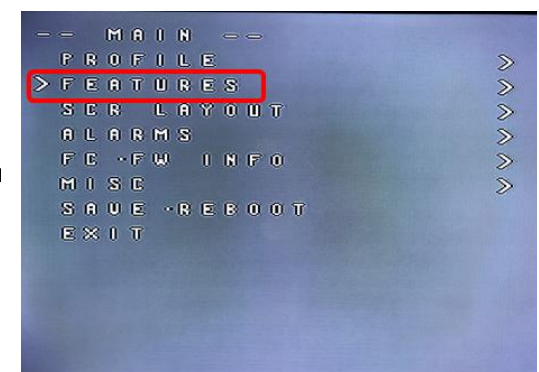 -- MAIN --
PROFILE >
>FEATURES >
SCR LAYOUT >
ALARMS >
FC-FW INFO >
MISC >
SAVE-REBOOT
EXIT